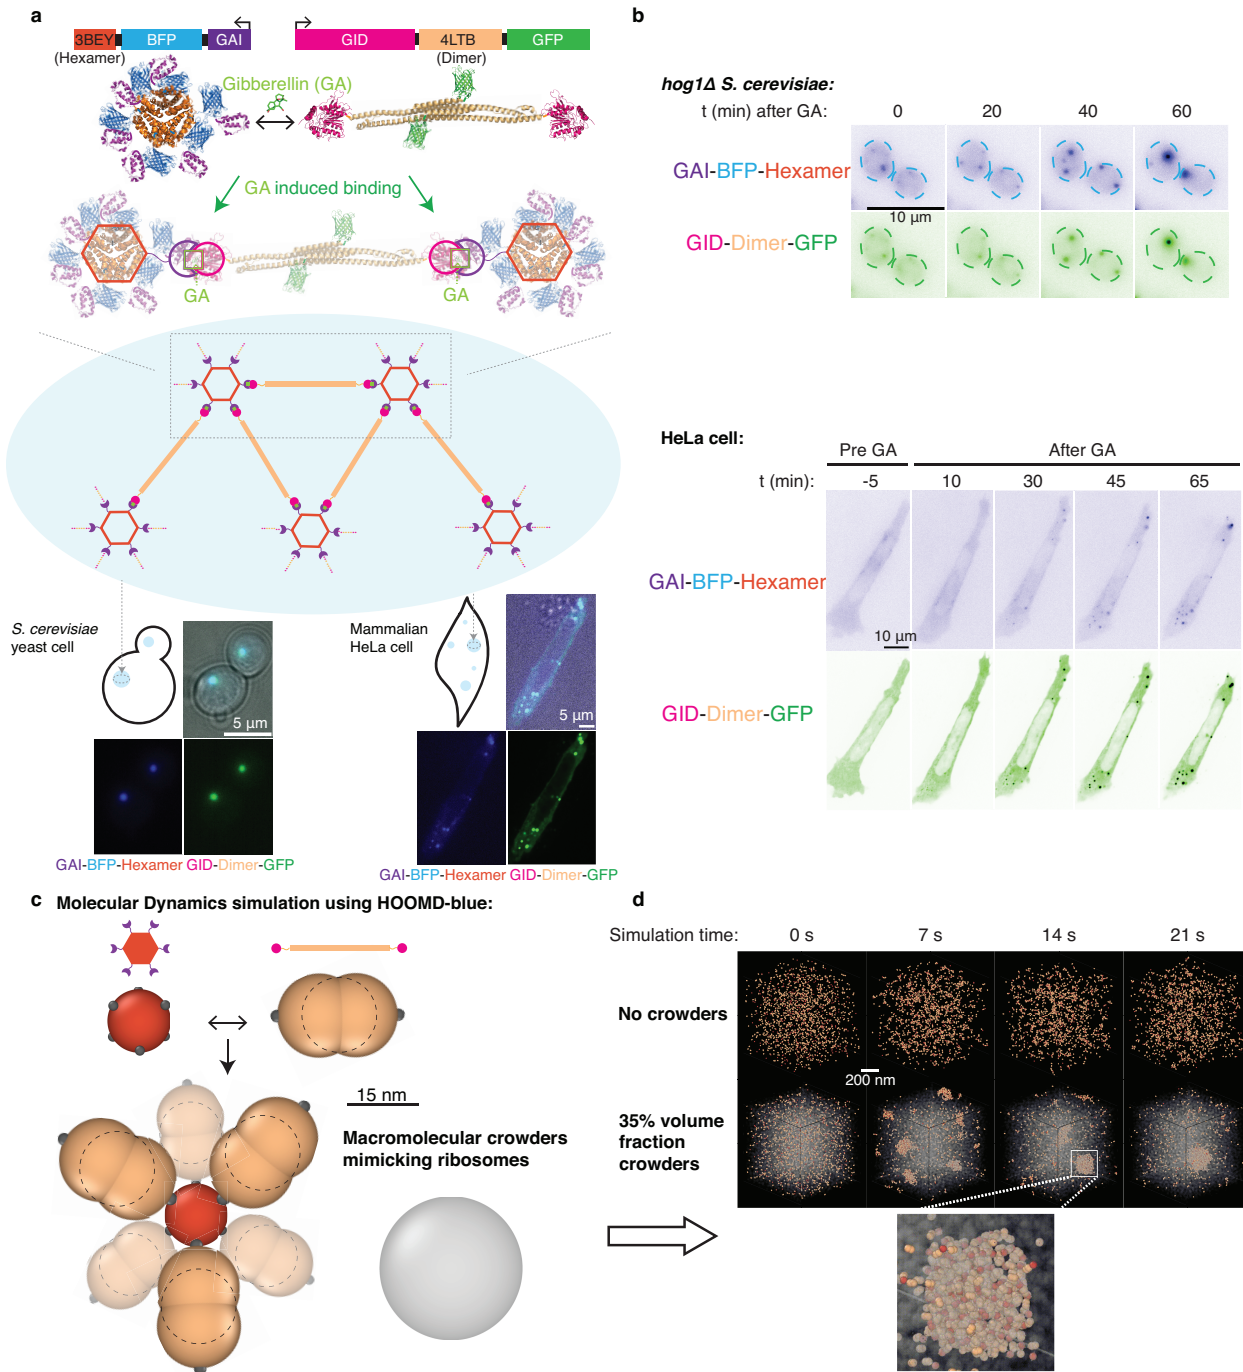 a
3BEY BFP GAI
(Hexamer)
GID 4LTB GFP
(Dimer)
Gibberellin (GA)
GA induced binding
GA GA
S. cerevisiae
yeast cell
5 µm
Mammalian
HeLa cell
5 µm
GAI-BFP-Hexamer GID-Dimer-GFP
GAI-BFP-Hexamer GID-Dimer-GFP
b
hog1Δ S. cerevisiae:
t (min) after GA: 0 20 40 60
GAI-BFP-Hexamer
10 µm
GID-Dimer-GFP
HeLa cell:
Pre GA After GA
t (min): -5 10 30 45 65
GAI-BFP-Hexamer
10 µm
GID-Dimer-GFP
c Molecular Dynamics simulation using HOOMD-blue:
15 nm
Macromolecular crowders
mimicking ribosomes
d
Simulation time: 0 s 7 s 14 s 21 s
No crowders
200 nm
35% volume
fraction
crowders